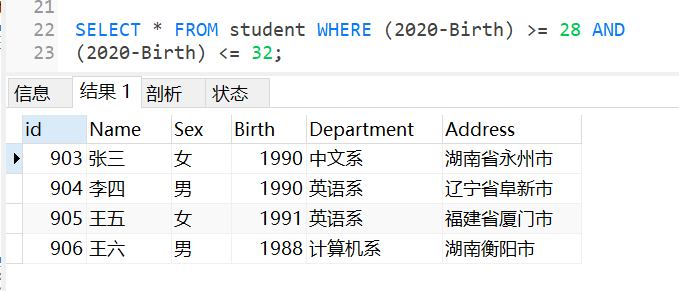 21
22 SELECT * FROM student WHERE (2020-Birth) >= 28 AND
23 (2020-Birth) <= 32;
信息 结果 1 剖析 状态
id Name Sex Birth Department Address
903 张三 女 1990 中文系 湖南省永州市
904 李四 男 1990 英语系 辽宁省阜新市
905 王五 女 1991 英语系 福建省厦门市
906 王六 男 1988 计算机系 湖南衡阳市